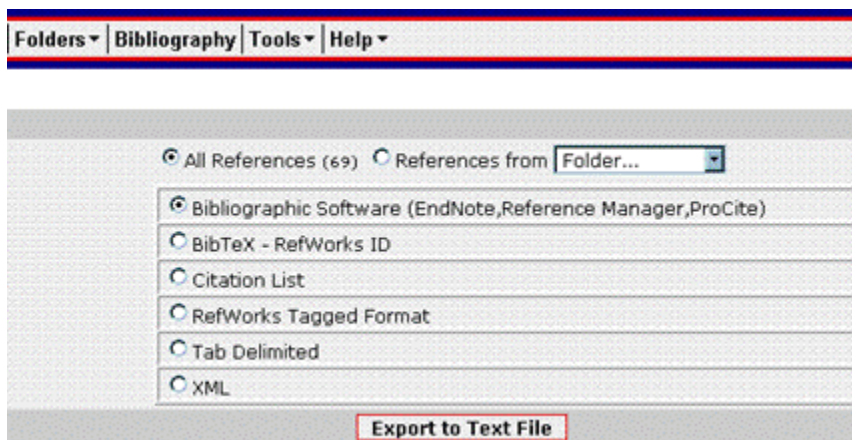 Folders Bibliography Tools Help
All References (69) References from Folder...
Bibliographic Software (EndNote,Reference Manager,ProCite)
BibTeX - RefWorks ID
Citation List
RefWorks Tagged Format
Tab Delimited
XML
Export to Text File